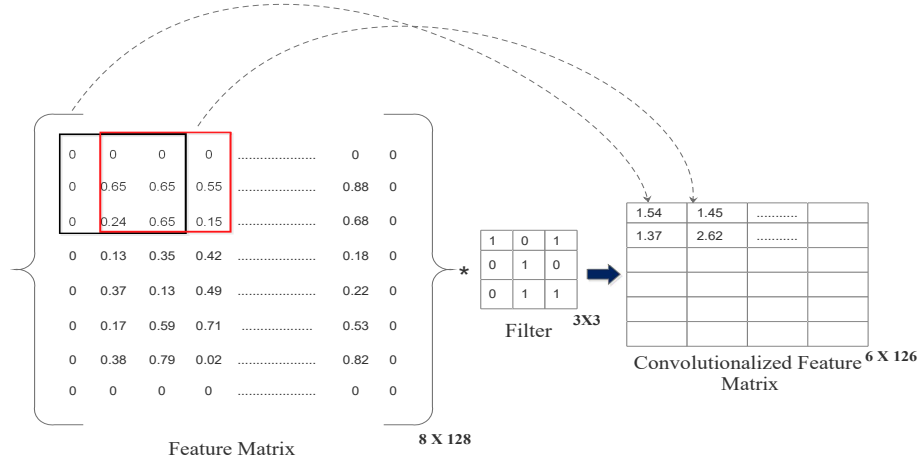 0 0 0 0 ..................... 0 0
0 0.65 0.65 0.55 ..................... 0.88 0
0 0.24 0.65 0.15 ..................... 0.68 0
0 0.13 0.35 0.42 ..................... 0.18 0
0 0.37 0.13 0.49 ..................... 0.22 0
0 0.17 0.59 0.71 .................... 0.53 0
0 0.38 0.79 0.02 ..................... 0.82 0
0 0 0 0 ..................... 0 0
Feature Matrix
8 X 128
*
1 0 1
0 1 0
0 1 1
Filter
3X3
1.54 1.45 ...........
1.37 2.62 ...........
Convolutionalized Feature
Matrix
6 X 126